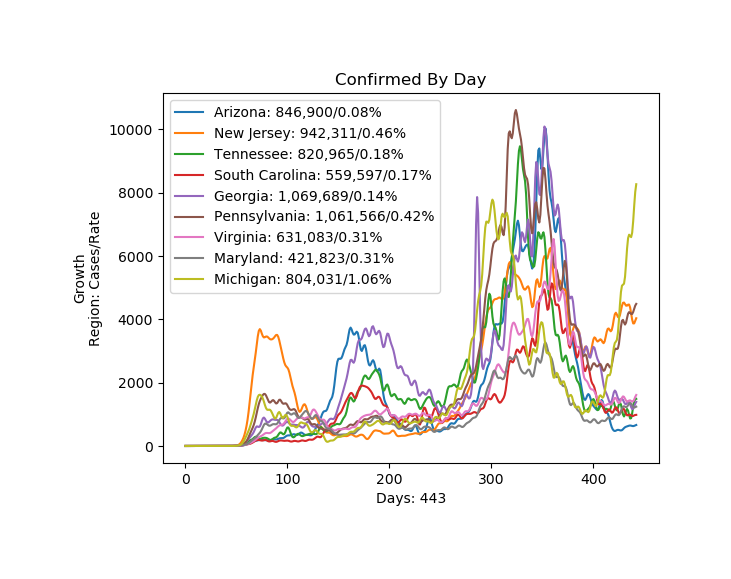 Confirmed By Day
Growth
Region: Cases/Rate
10000
8000
6000
4000
2000
0
Arizona: 846,900/0.08%
New Jersey: 942,311/0.46%
Tennessee: 820,965/0.18%
South Carolina: 559,597/0.17%
Georgia: 1,069,689/0.14%
Pennsylvania: 1,061,566/0.42%
Virginia: 631,083/0.31%
Maryland: 421,823/0.31%
Michigan: 804,031/1.06%
0 100 200 300 400
Days: 443